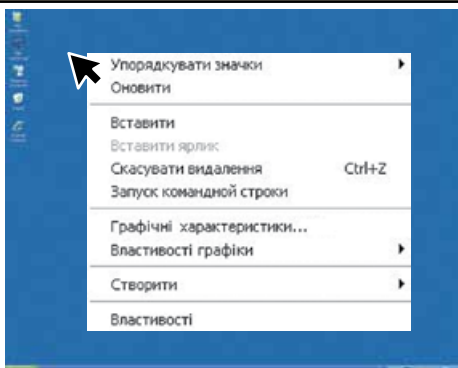 Упорядкувати значки
Оновити
Вставити
Вставити ярлик
Скасувати видалення Ctrl+Z
Запуск командной строки
Графічні характеристики...
Властивості графіки
Створити
Властивості